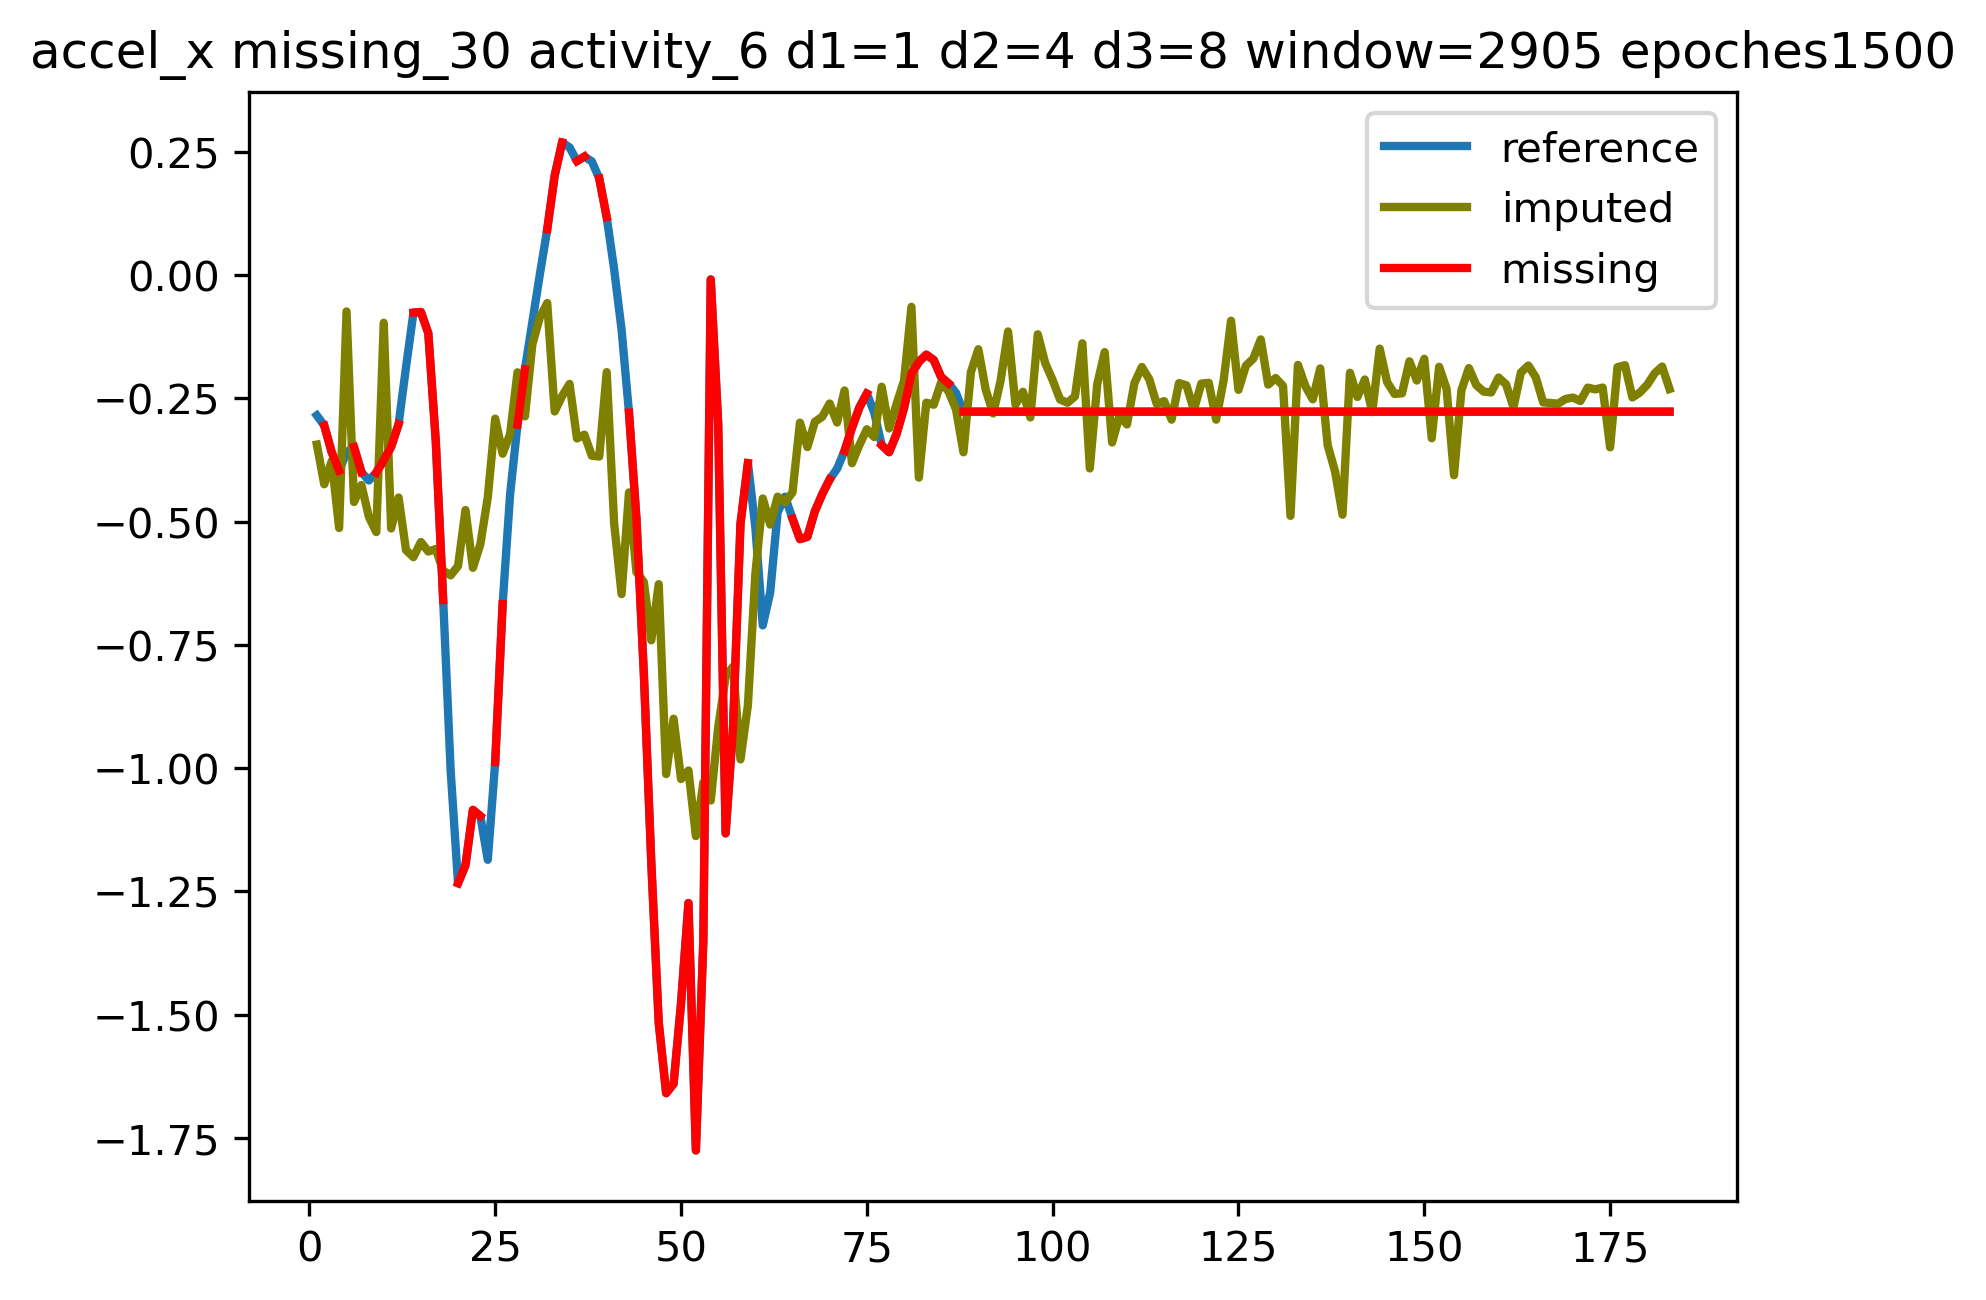 accel_x missing_30 activity_6 d1=1 d2=4 d3=8 window=2905 epoches1500
reference
imputed
missing
0.25
0.00
−0.25
−0.50
−0.75
−1.00
−1.25
−1.50
−1.75
0 25 50 75 100 125 150 175